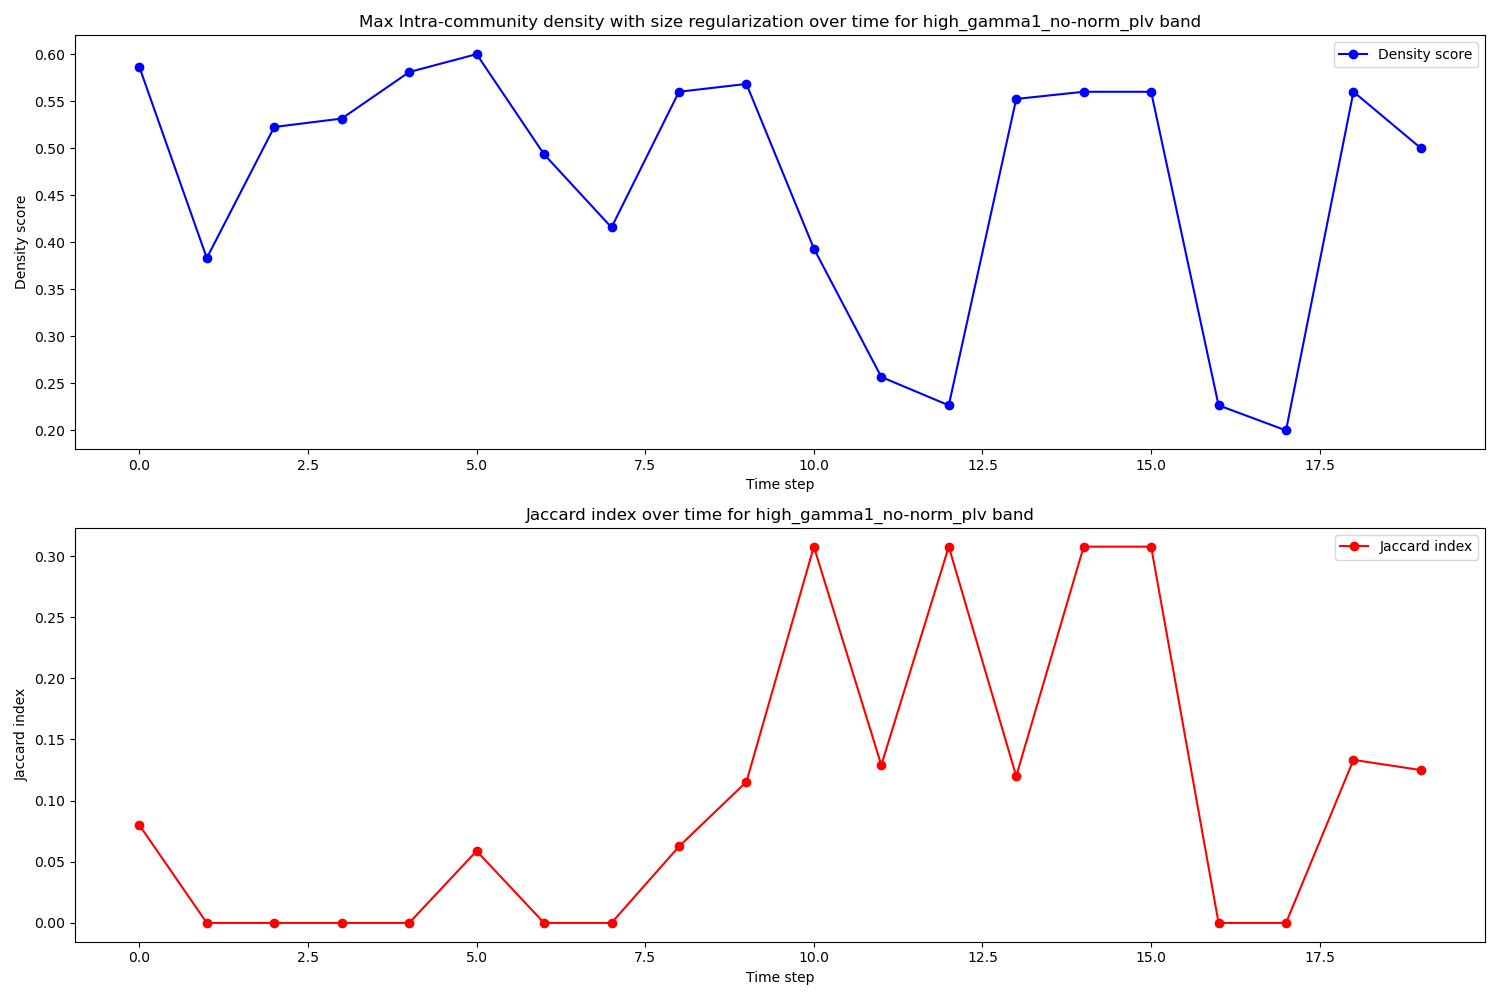 Max Intra-community density with size regularization over time for high_gamma1_no-norm_plv band
Density score
0.60
0.55
0.50
0.45
0.40
0.35
0.30
0.25
0.20
Density score
0.0 2.5 5.0 7.5 10.0 12.5 15.0 17.5
Time step
Jaccard index over time for high_gamma1_no-norm_plv band
Jaccard index
0.30
0.25
0.20
0.15
0.10
0.05
0.00
Jaccard index
0.0 2.5 5.0 7.5 10.0 12.5 15.0 17.5
Time step